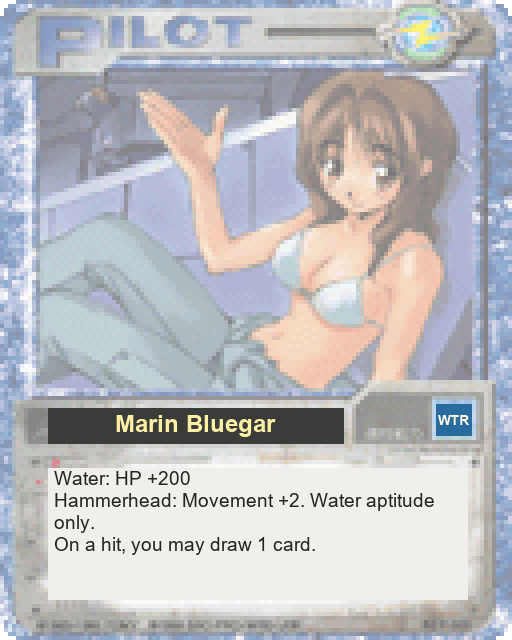 PILOT
Marin Bluegar
WTR
Water: HP +200
Hammerhead: Movement +2. Water aptitude
only.
On a hit, you may draw 1 card.